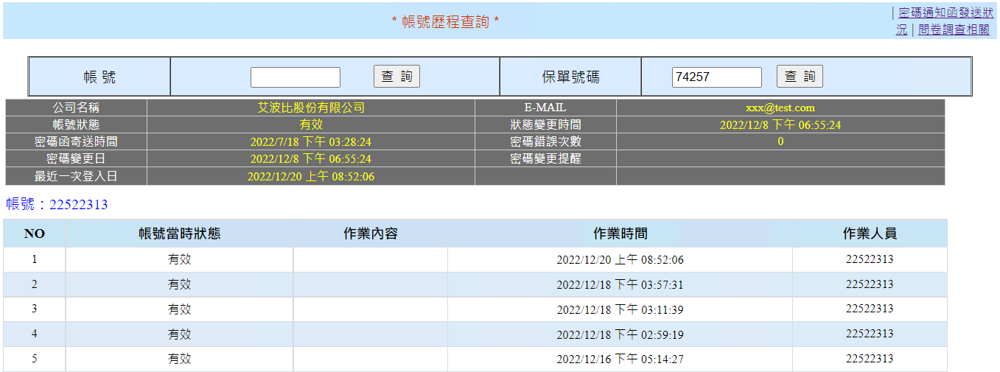 * 帳號歷程查詢 *
| 密碼通知函發送狀
況 | 問卷調查相關
帳 號 查 詢 保單號碼 74257 查 詢
公司名稱 艾波比股份有限公司 E-MAIL xxx@test.com
帳號狀態 有效 狀態變更時間 2022/12/8 下午 06:55:24
密碼函寄送時間 2022/7/18 下午 03:28:24 密碼錯誤次數 0
密碼變更日 2022/12/8 下午 06:55:24 密碼變更提醒
最近一次登入日 2022/12/20 上午 08:52:06
帳號：22522313
NO 帳號當時狀態 作業內容 作業時間 作業人員
1 有效 2022/12/20 上午 08:52:06 22522313
2 有效 2022/12/18 下午 03:57:31 22522313
3 有效 2022/12/18 下午 03:11:39 22522313
4 有效 2022/12/18 下午 02:59:19 22522313
5 有效 2022/12/16 下午 05:14:27 22522313